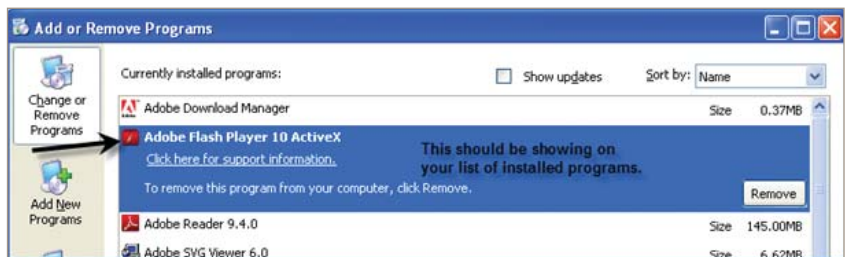 Add or Remove Programs
Change or
Remove
Programs
Currently installed programs:
Show updates
Sort by: Name
Adobe Download Manager Size 0.37MB
Adobe Flash Player 10 ActiveX
Click here for support information.
This should be showing on
your list of installed programs.
To remove this program from your computer, click Remove.
Remove
Add New
Programs
Adobe Reader 9.4.0 Size 145.00MB
Adobe SVG Viewer 6.0 Size 6.62MB